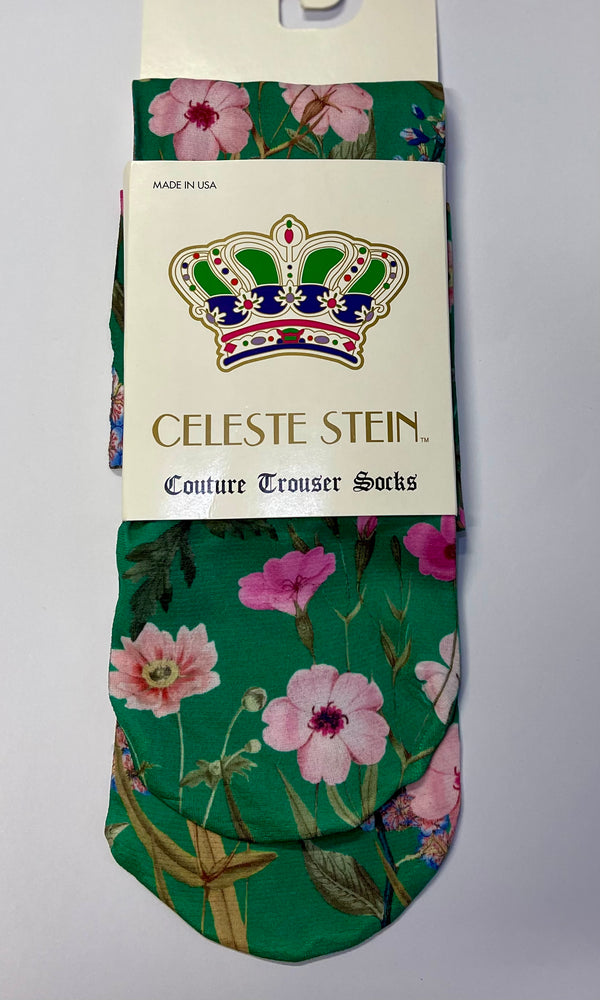 MADE IN USA
CELESTE STEIN™
Couture Trouser Socks